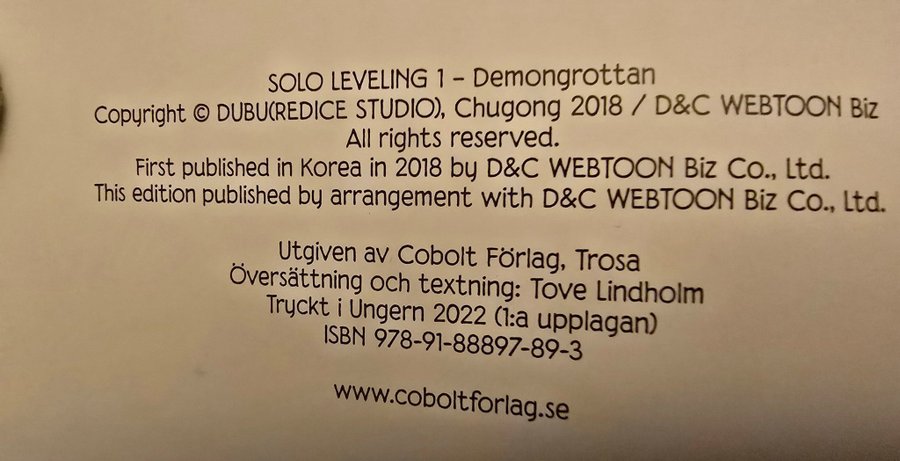 SOLO LEVELING 1 – Demongrottan
Copyright © DUBU(REDICE STUDIO), Chugong 2018 / D&C WEBTOON Biz
All rights reserved.
First published in Korea in 2018 by D&C WEBTOON Biz Co., Ltd.
This edition published by arrangement with D&C WEBTOON Biz Co., Ltd.
Utgiven av Cobolt Förlag, Trosa
Översättning och textning: Tove Lindholm
Tryckt i Ungern 2022 (1:a upplagan)
ISBN 978-91-88897-89-3
www.coboltforlag.se